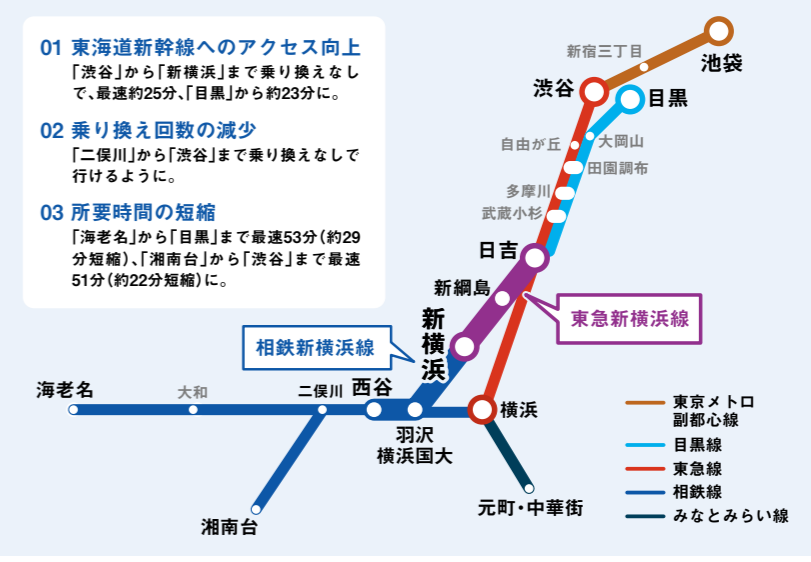 01 東海道新幹線へのアクセス向上
「渋谷」から「新横浜」まで乗り換えなし
で、最速約25分、「目黒」から約23分に。
02 乗り換え回数の減少
「二俣川」から「渋谷」まで乗り換えなしで
行けるように。
03 所要時間の短縮
「海老名」から「目黒」まで最速53分（約29
分短縮）、「湘南台」から「渋谷」まで最速
51分（約22分短縮）に。
新宿三丁目
池袋
渋谷
目黒
自由が丘
大岡山
田園調布
多摩川
武蔵小杉
日吉
新綱島
新横浜
東急新横浜線
相鉄新横浜線
海老名
大和
二俣川
西谷
羽沢
横浜国大
横浜
湘南台
元町・中華街
東京メトロ
副都心線
目黒線
東急線
相鉄線
みなとみらい線